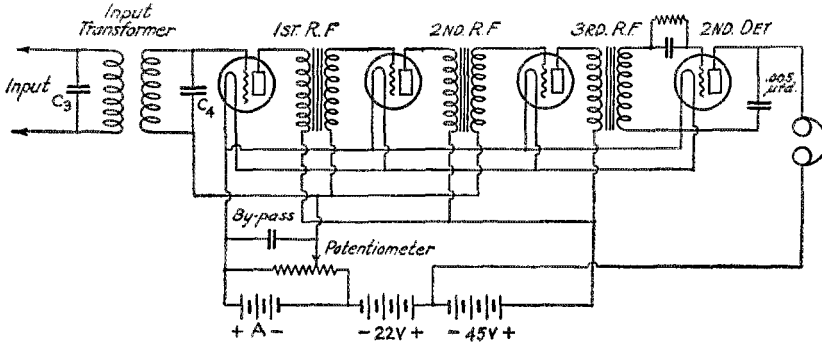 Input
Transformer
1ST. R.F
2ND. R.F
3RD. R.F.
2ND. DET
Input
C3
C4
.005
μfd.
By-pass
Potentiometer
+ A -
- 22V +
- 45V +